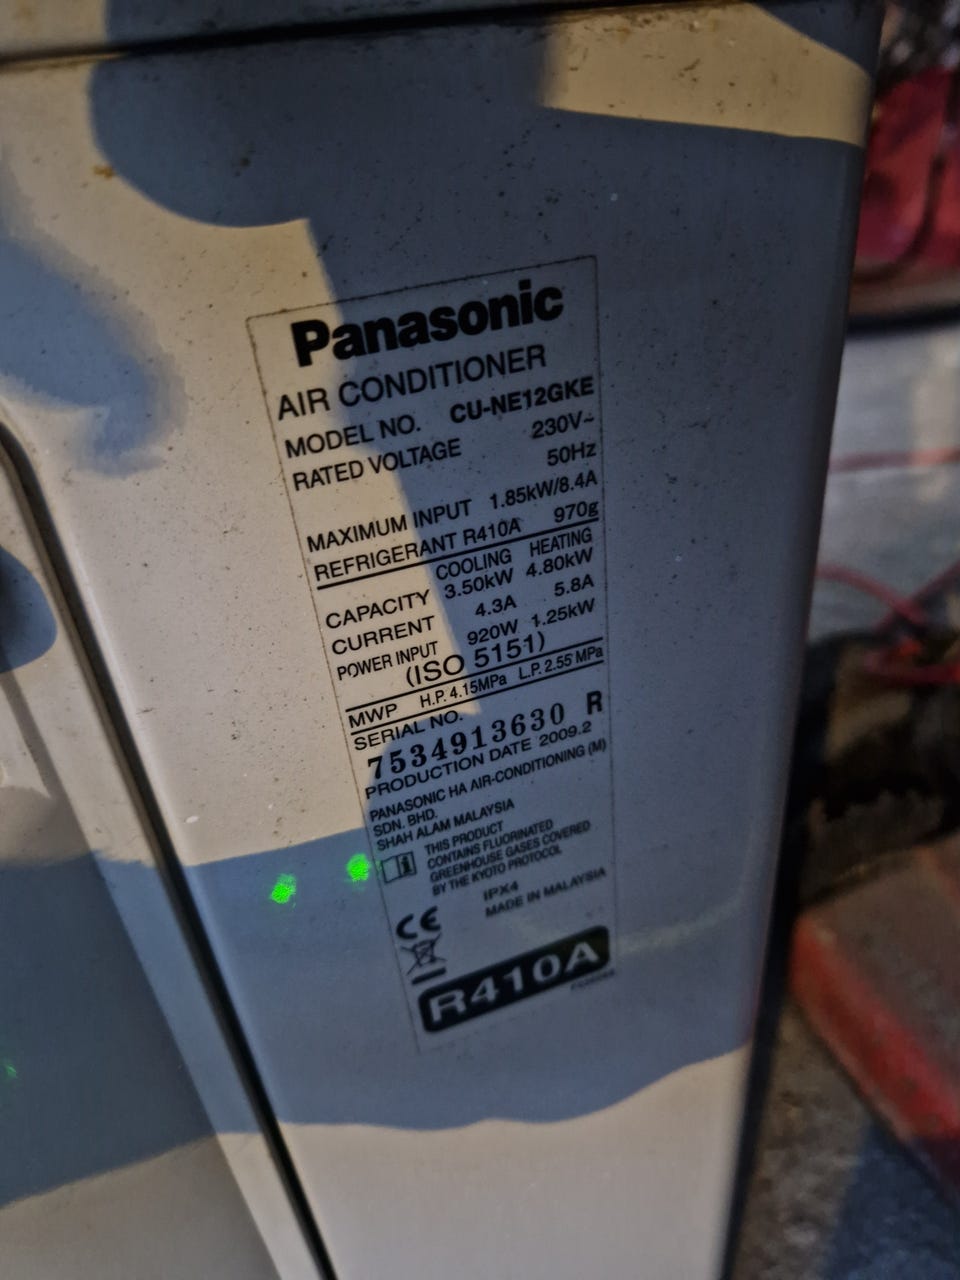 Panasonic
AIR CONDITIONER
MODEL NO. CU-NE12GKE
RATED VOLTAGE 230V~
50Hz
MAXIMUM INPUT 1.85kW/8.4A
REFRIGERANT R410A 970g
COOLING HEATING
CAPACITY 3.50kW 4.80kW
CURRENT 4.3A 5.8A
POWER INPUT 920W 1.25kW
(ISO 5151)
MWP H.P. 4.15MPa L.P. 2.55 MPa
SERIAL NO.
7534913630 R
PRODUCTION DATE 2009.2
PANASONIC HA AIR-CONDITIONING (M)
SDN. BHD.
SHAH ALAM MALAYSIA
THIS PRODUCT
CONTAINS FLUORINATED
GREENHOUSE GASES COVERED
BY THE KYOTO PROTOCOL
IPX4
CE MADE IN MALAYSIA
R410A